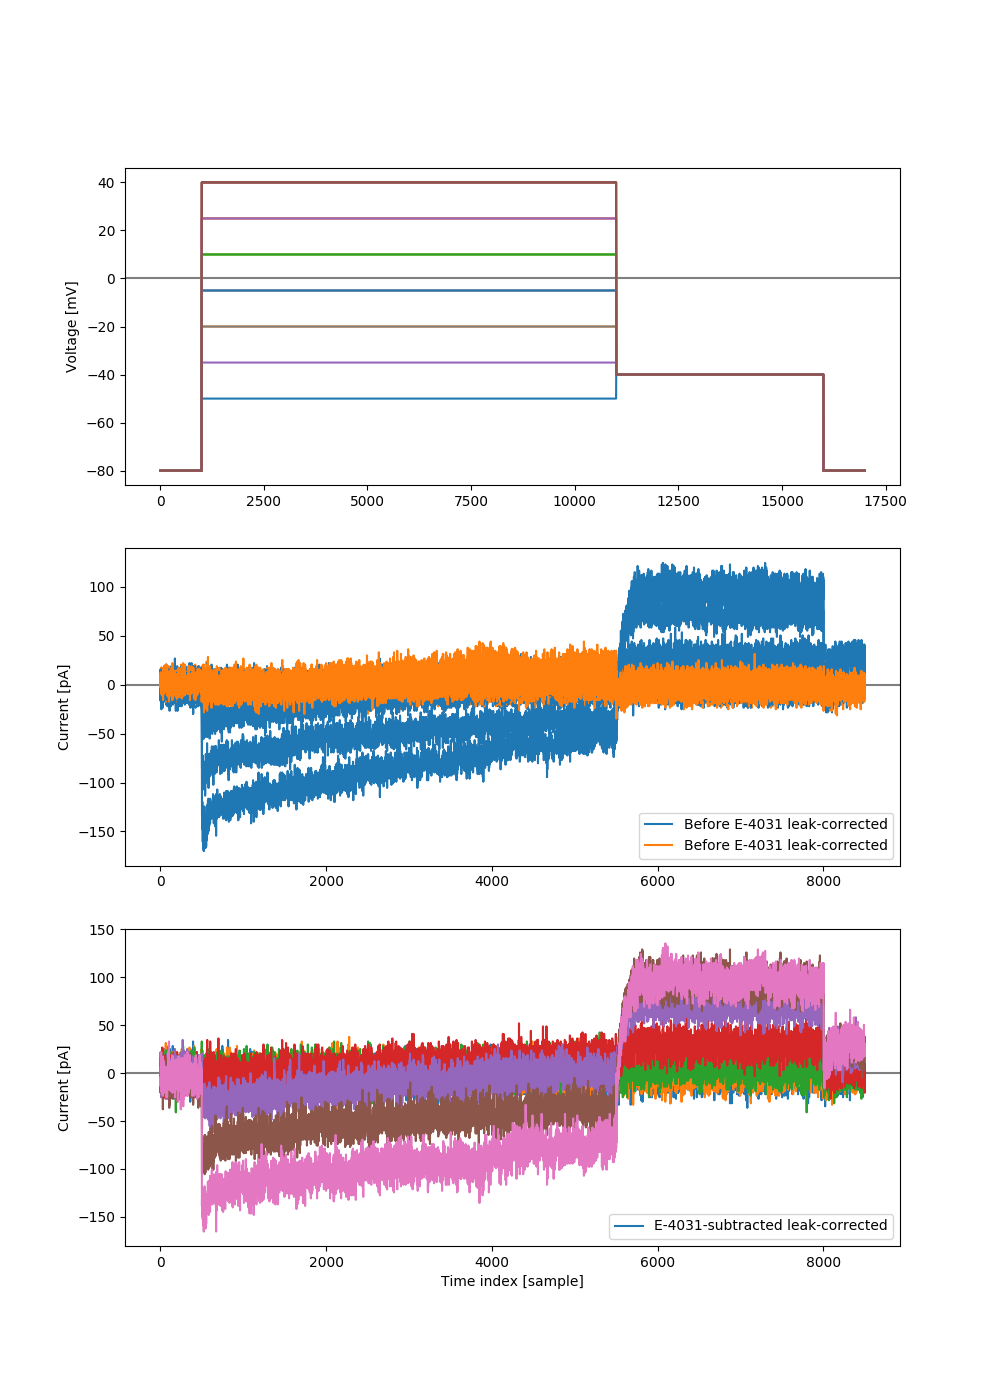 40
20
0
−20
−40
−60
−80
Voltage [mV]
0 2500 5000 7500 10000 12500 15000 17500
100
50
0
−50
−100
−150
Current [pA]
Before E-4031 leak-corrected
Before E-4031 leak-corrected
0 2000 4000 6000 8000
150
100
50
0
−50
−100
−150
Current [pA]
E-4031-subtracted leak-corrected
0 2000 4000 6000 8000
Time index [sample]